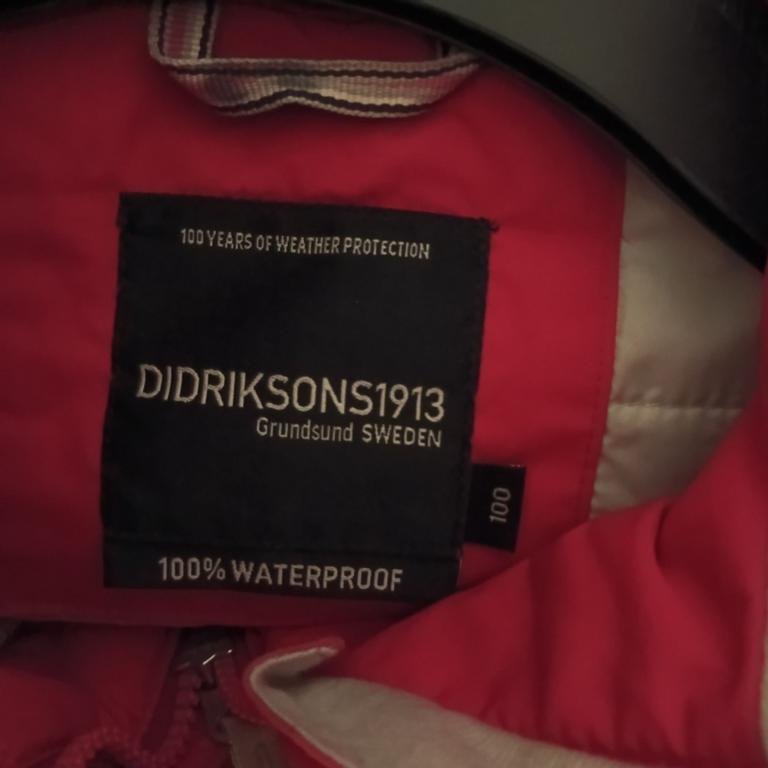 100 YEARS OF WEATHER PROTECTION
DIDRIKSONS1913
Grundsund SWEDEN
100
100% WATERPROOF